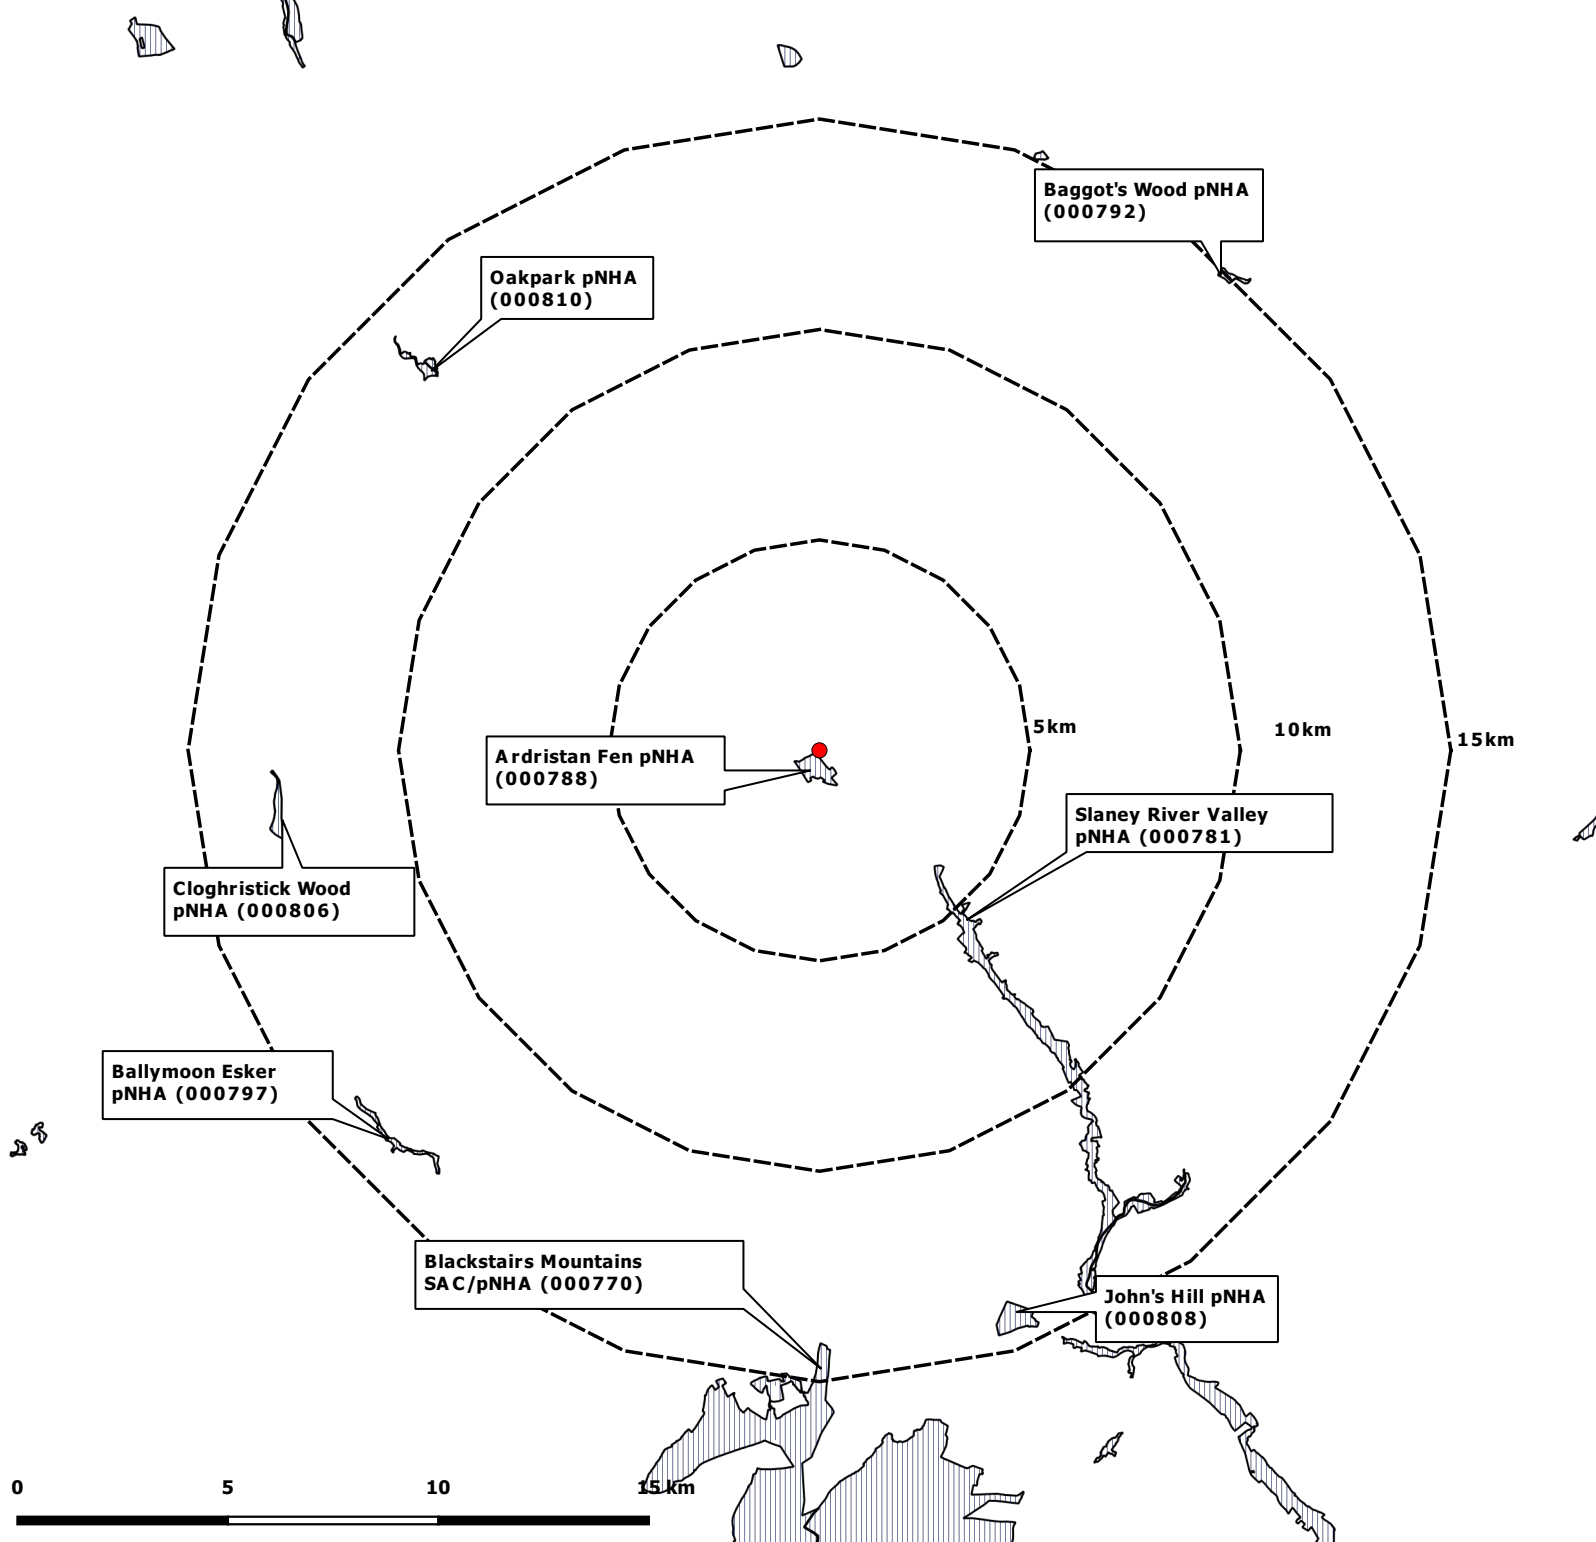 Baggot's Wood pNHA
(000792)
Oakpark pNHA
(000810)
5km
10km
15km
Ardristan Fen pNHA
(000788)
Slaney River Valley
pNHA (000781)
Cloghristick Wood
pNHA (000806)
Ballymoon Esker
pNHA (000797)
Blackstairs Mountains
SAC/pNHA (000770)
John's Hill pNHA
(000808)
0 5 10 15 km